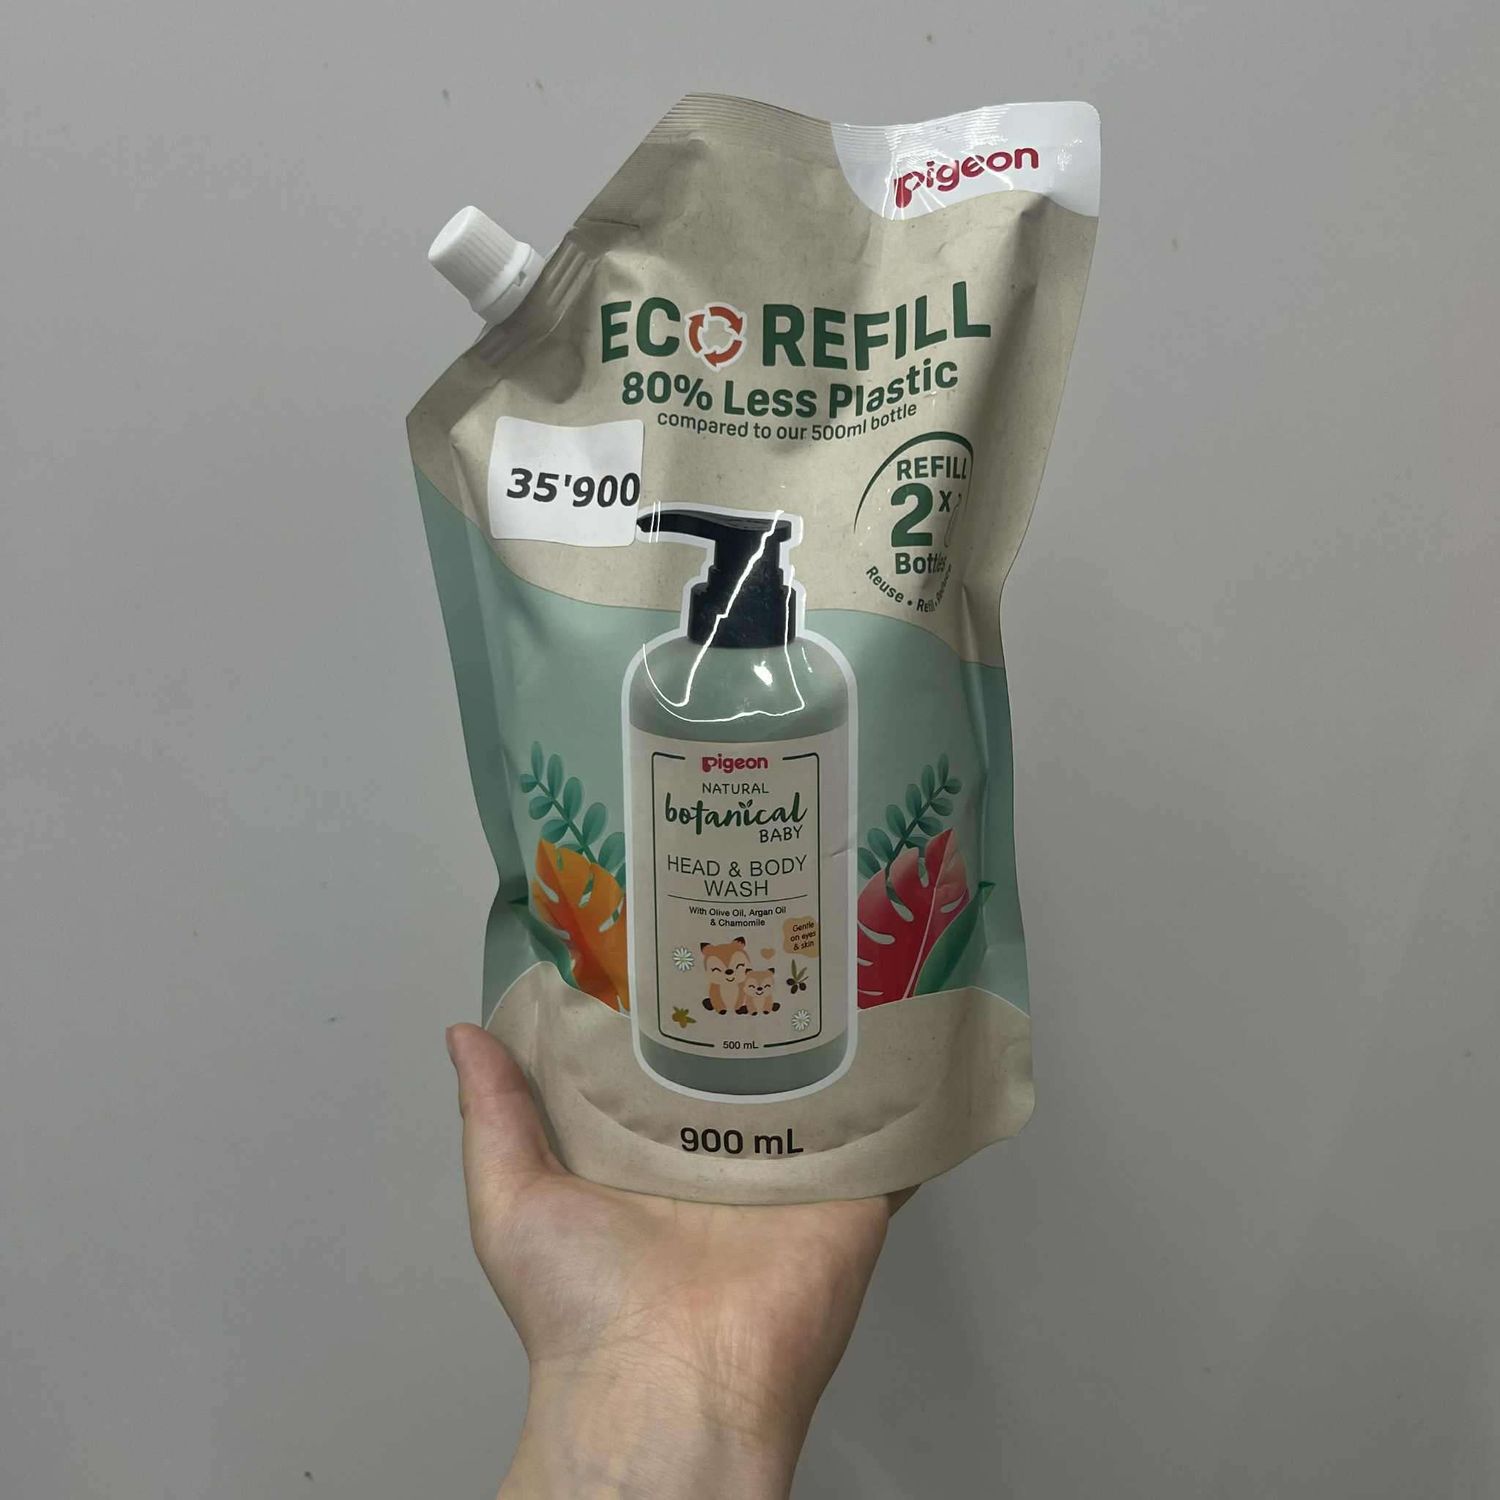 pigeon
ECO REFILL
80% Less Plastic
compared to our 500ml bottle
35'900
REFILL
2x
Bottles
Reuse • Refill •
pigeon
NATURAL
botanical
BABY
HEAD & BODY
WASH
With Olive Oil, Argan Oil
& Chamomile
Gentle
on eyes
& skin
500 mL
900 mL